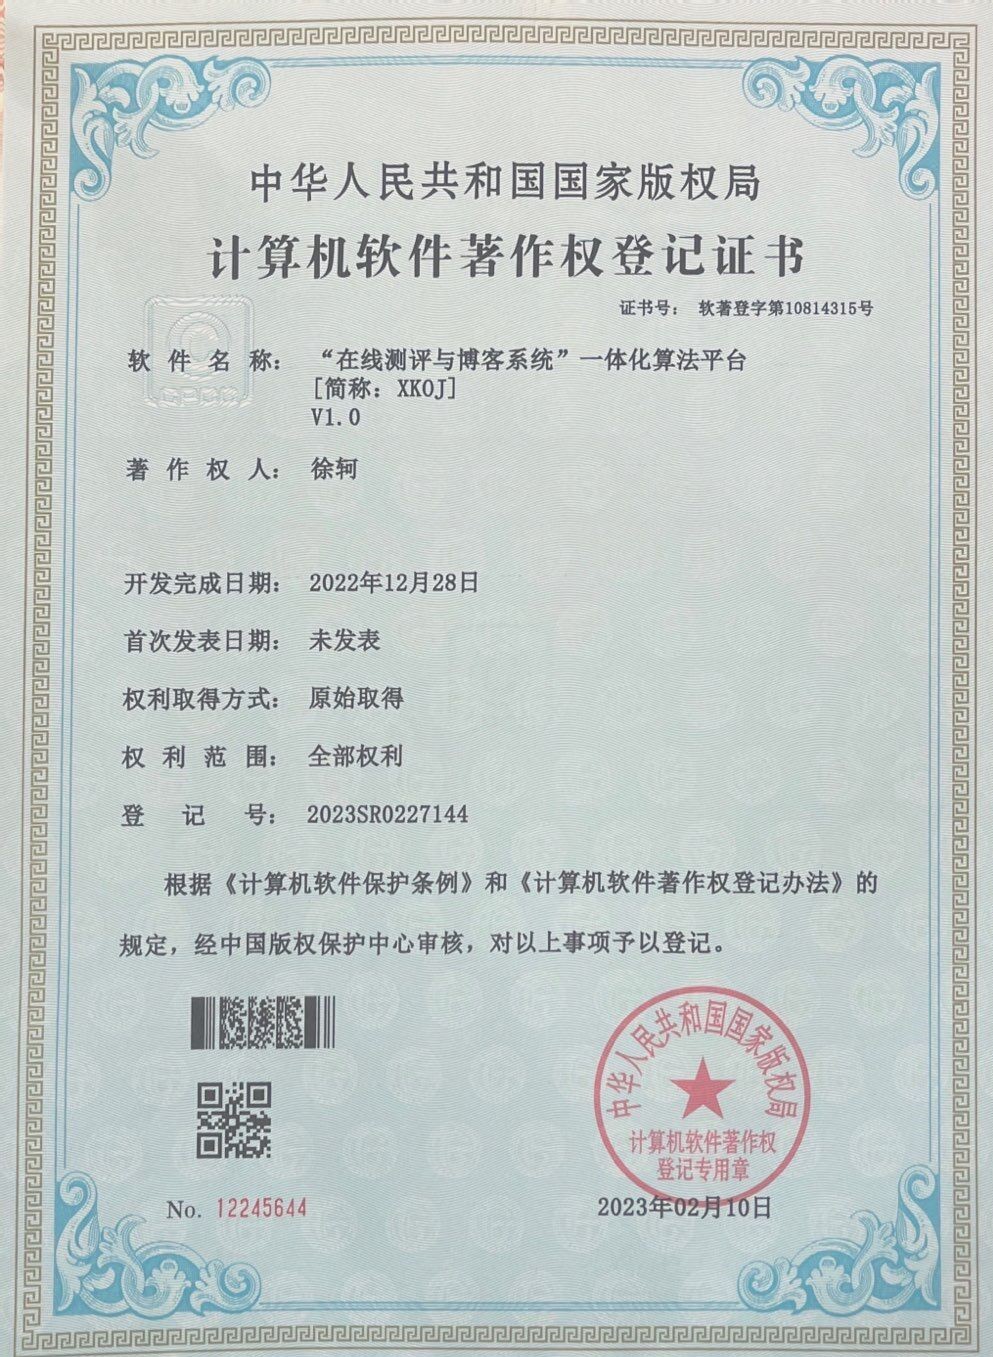 中华人民共和国国家版权局
计算机软件著作权登记证书
证书号： 软著登字第10814315号
软件名称： “在线测评与博客系统”一体化算法平台
[简称：XKOJ]
V1.0
著作权人： 徐轲
开发完成日期： 2022年12月28日
首次发表日期： 未发表
权利取得方式： 原始取得
权利范围： 全部权利
登记号： 2023SR0227144
根据《计算机软件保护条例》和《计算机软件著作权登记办法》的
规定，经中国版权保护中心审核，对以上事项予以登记。
中华人民共和国国家版权局
计算机软件著作权
登记专用章
No. 12245644
2023年02月10日